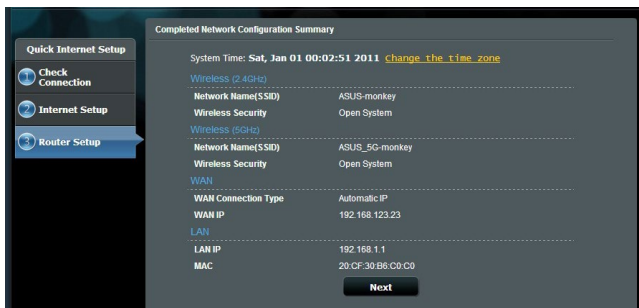 Completed Network Configuration Summary
Quick Internet Setup
1 Check Connection
2 Internet Setup
3 Router Setup
System Time: Sat, Jan 01 00:02:51 2011 Change the time zone
Wireless (2.4GHz)
Network Name(SSID) ASUS-monkey
Wireless Security Open System
Wireless (5GHz)
Network Name(SSID) ASUS_5G-monkey
Wireless Security Open System
WAN
WAN Connection Type Automatic IP
WAN IP 192.168.123.23
LAN
LAN IP 192.168.1.1
MAC 20:CF:30:B6:C0:C0
Next